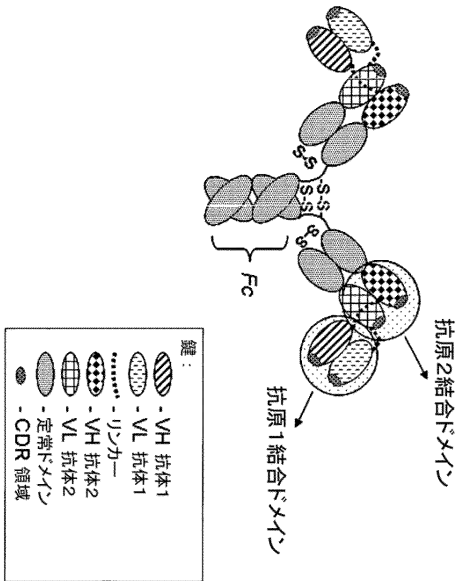 抗原2結合ドメイン
抗原1結合ドメイン
-S-S-
-S-S-
S-S
S-S
Fc
鍵：
- VH 抗体1
- VL 抗体1
- リンカー
- VH 抗体2
- VL 抗体2
- 定常ドメイン
- CDR 領域